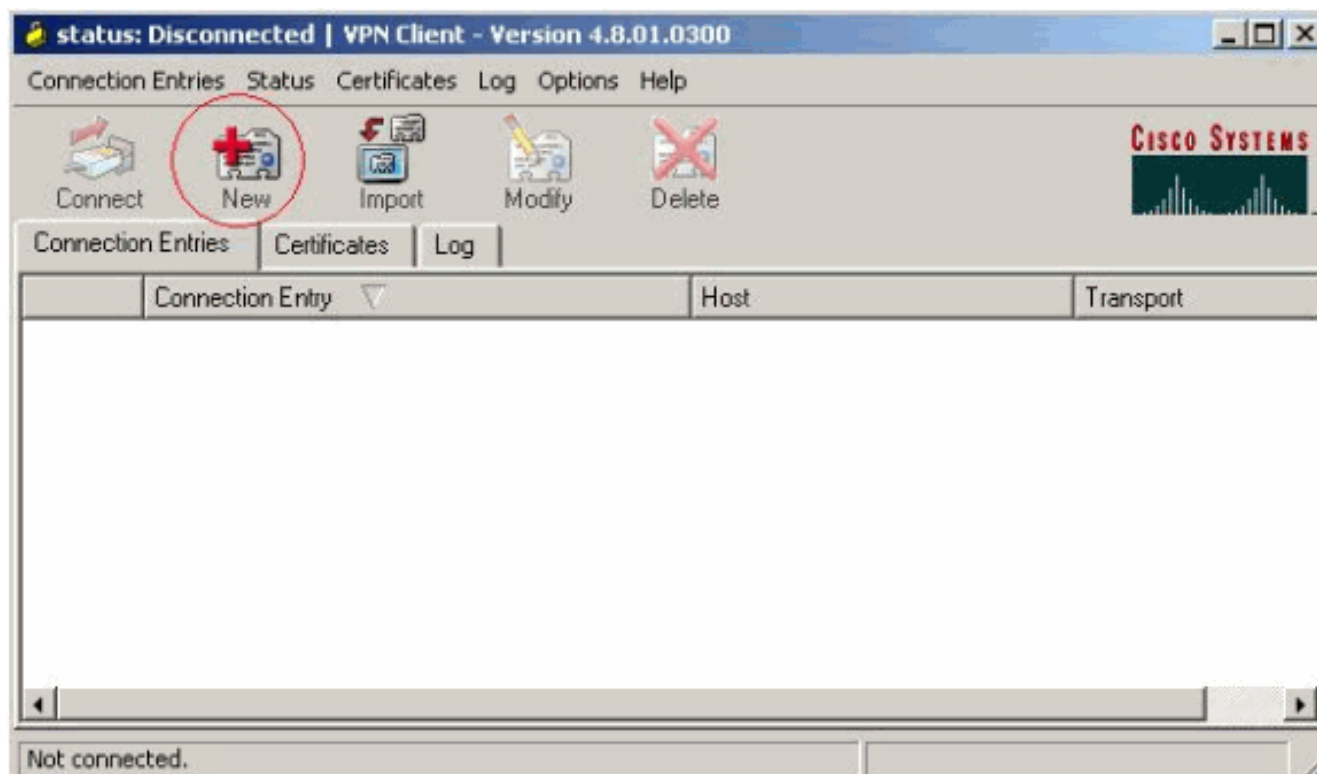 status: Disconnected | VPN Client - Version 4.8.01.0300
Connection Entries Status Certificates Log Options Help
Connect New Import Modify Delete
CISCO SYSTEMS
Connection Entries Certificates Log
Connection Entry Host Transport
Not connected.